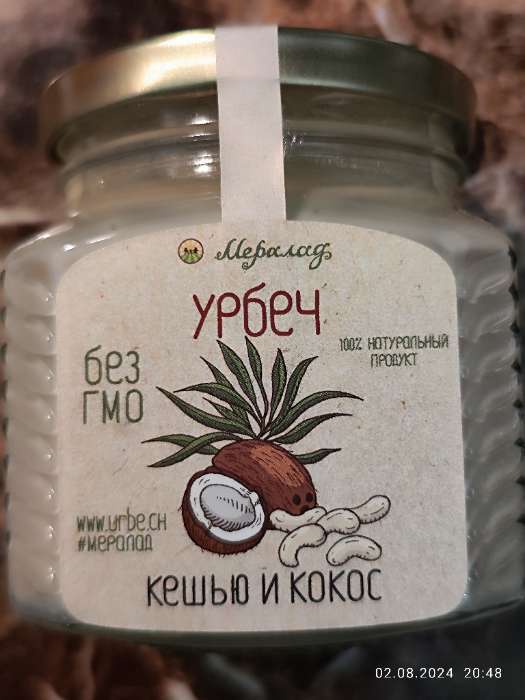 Мералад
урбеч
без
ГМО
100% натуральный
продукт
www.urbe.ch
#мералад
кешью и кокос
02.08.2024 20:48